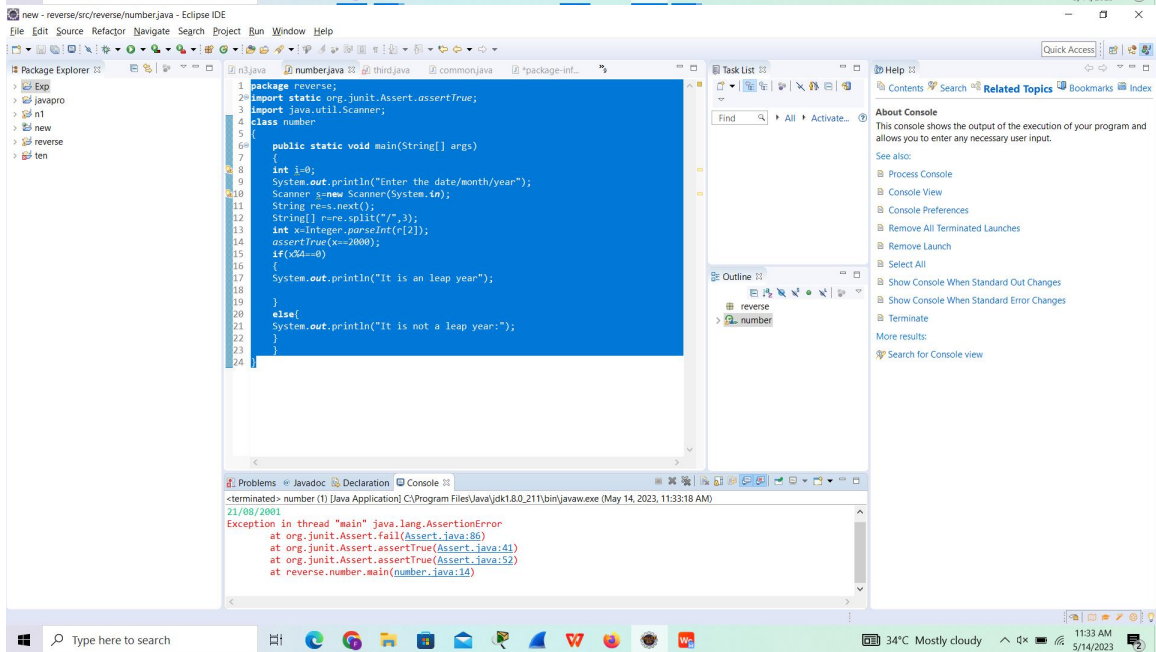 new - reverse/src/reverse/number.java - Eclipse IDE
File Edit Source Refactor Navigate Search Project Run Window Help
Quick Access
Package Explorer
Exp
javapro
n1
new
reverse
ten
n3.java number.java third.java common.java *package-inf... »9
1 package reverse;
2 import static org.junit.Assert.assertTrue;
3 import java.util.Scanner;
4 class number
5 {
6 public static void main(String[] args)
7 {
8 int i=0;
9 System.out.println("Enter the date/month/year");
10 Scanner s=new Scanner(System.in);
11 String re=s.next();
12 String[] r=re.split("/",3);
13 int x=Integer.parseInt(r[2]);
14 assertTrue(x==2000);
15 if(x%4==0)
16 {
17 System.out.println("It is an leap year");
18
19 }
20 else{
21 System.out.println("It is not a leap year:");
22 }
23 }
24 }
Task List
Find All Activate...
Outline
reverse
number
Help
Contents Search Related Topics Bookmarks Index
About Console
This console shows the output of the execution of your program and
allows you to enter any necessary user input.
See also:
Process Console
Console View
Console Preferences
Remove All Terminated Launches
Remove Launch
Select All
Show Console When Standard Out Changes
Show Console When Standard Error Changes
Terminate
More results:
Search for Console view
Problems Javadoc Declaration Console
<terminated> number (1) [Java Application] C:\Program Files\Java\jdk1.8.0_211\bin\javaw.exe (May 14, 2023, 11:33:18 AM)
21/08/2001
Exception in thread "main" java.lang.AssertionError
at org.junit.Assert.fail(Assert.java:86)
at org.junit.Assert.assertTrue(Assert.java:41)
at org.junit.Assert.assertTrue(Assert.java:52)
at reverse.number.main(number.java:14)
Type here to search
34°C Mostly cloudy
11:33 AM
5/14/2023